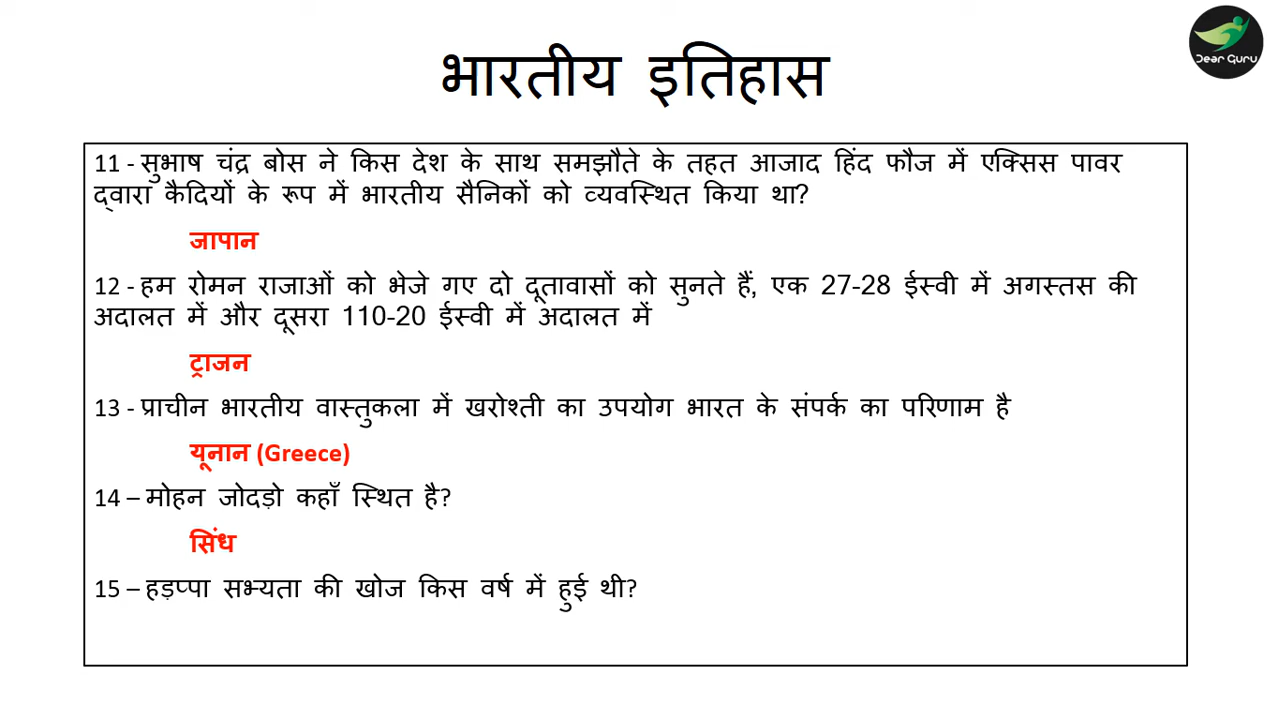 Dear Guru
भारतीय इतिहास
11 - सुभाष चंद्र बोस ने किस देश के साथ समझौते के तहत आजाद हिंद फौज में एक्सिस पावर
द्वारा कैदियों के रूप में भारतीय सैनिकों को व्यवस्थित किया था?
जापान
12 - हम रोमन राजाओं को भेजे गए दो दूतावासों को सुनते हैं, एक 27-28 ईस्वी में अगस्तस की
अदालत में और दूसरा 110-20 ईस्वी में अदालत में
ट्राजन
13 - प्राचीन भारतीय वास्तुकला में खरोश्ती का उपयोग भारत के संपर्क का परिणाम है
यूनान (Greece)
14 – मोहन जोदड़ो कहाँ स्थित है?
सिंध
15 – हड़प्पा सभ्यता की खोज किस वर्ष में हुई थी?